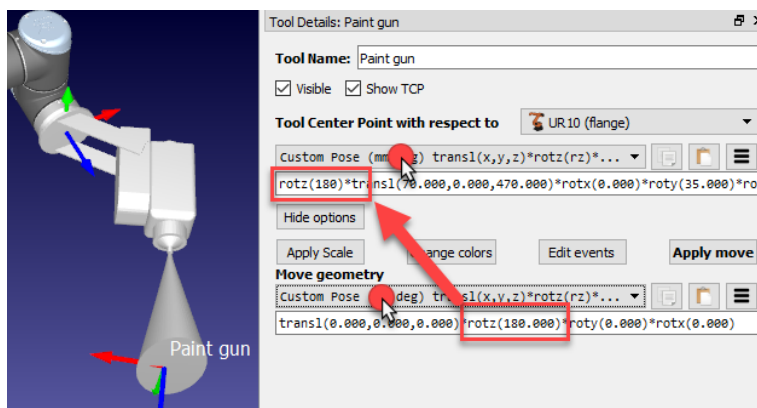 Tool Details: Paint gun
Tool Name: Paint gun
Visible Show TCP
Tool Center Point with respect to UR10 (flange)
Custom Pose (mm deg) transl(x,y,z)*rotz(rz)*...
rotz(180)*transl(70.000,0.000,470.000)*rotx(0.000)*roty(35.000)*ro
Hide options
Apply Scale Change colors Edit events Apply move
Move geometry
Custom Pose deg) transl(x,y,z)*rotz(rz)*...
transl(0.000,0.000,0.000)*rotz(180.000)*roty(0.000)*rotx(0.000)
Paint gun